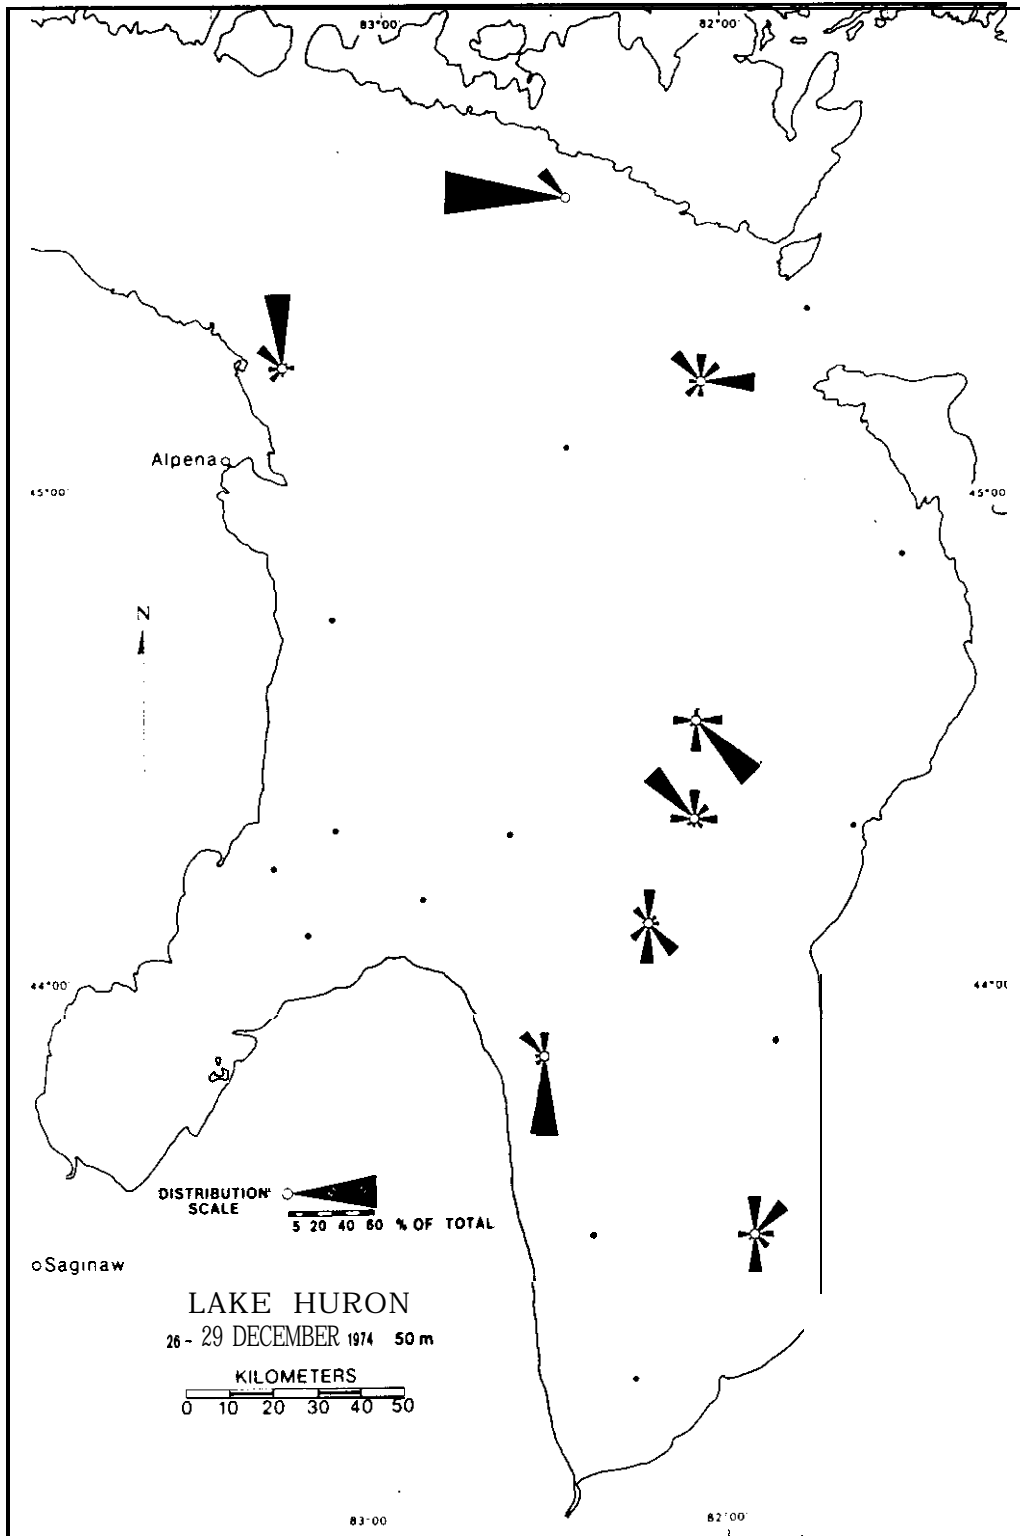 83°00' 82°00'
Alpena
45°00' 45°00
N
44°00' 44°00
DISTRIBUTION
SCALE
5 20 40 60 % OF TOTAL
Saginaw
LAKE HURON
26 - 29 DECEMBER 1974 50 m
KILOMETERS
0 10 20 30 40 50
83°00 82°00'